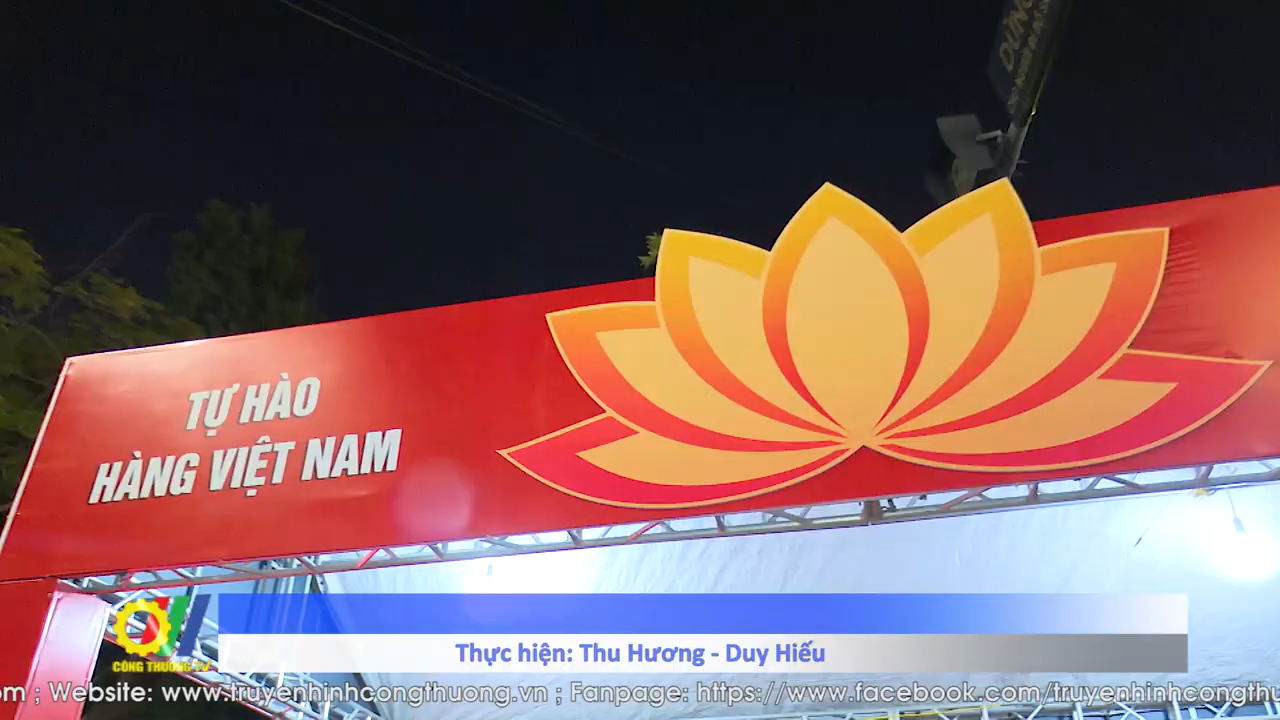 DŨNG
TỰ HÀO
HÀNG VIỆT NAM
CÔNG THƯƠNG TV
Thực hiện: Thu Hương - Duy Hiếu
om ; Website: www.truyenhinhcongthuong.vn ; Fanpage: https://www.facebook.com/truyenhinhcongthu